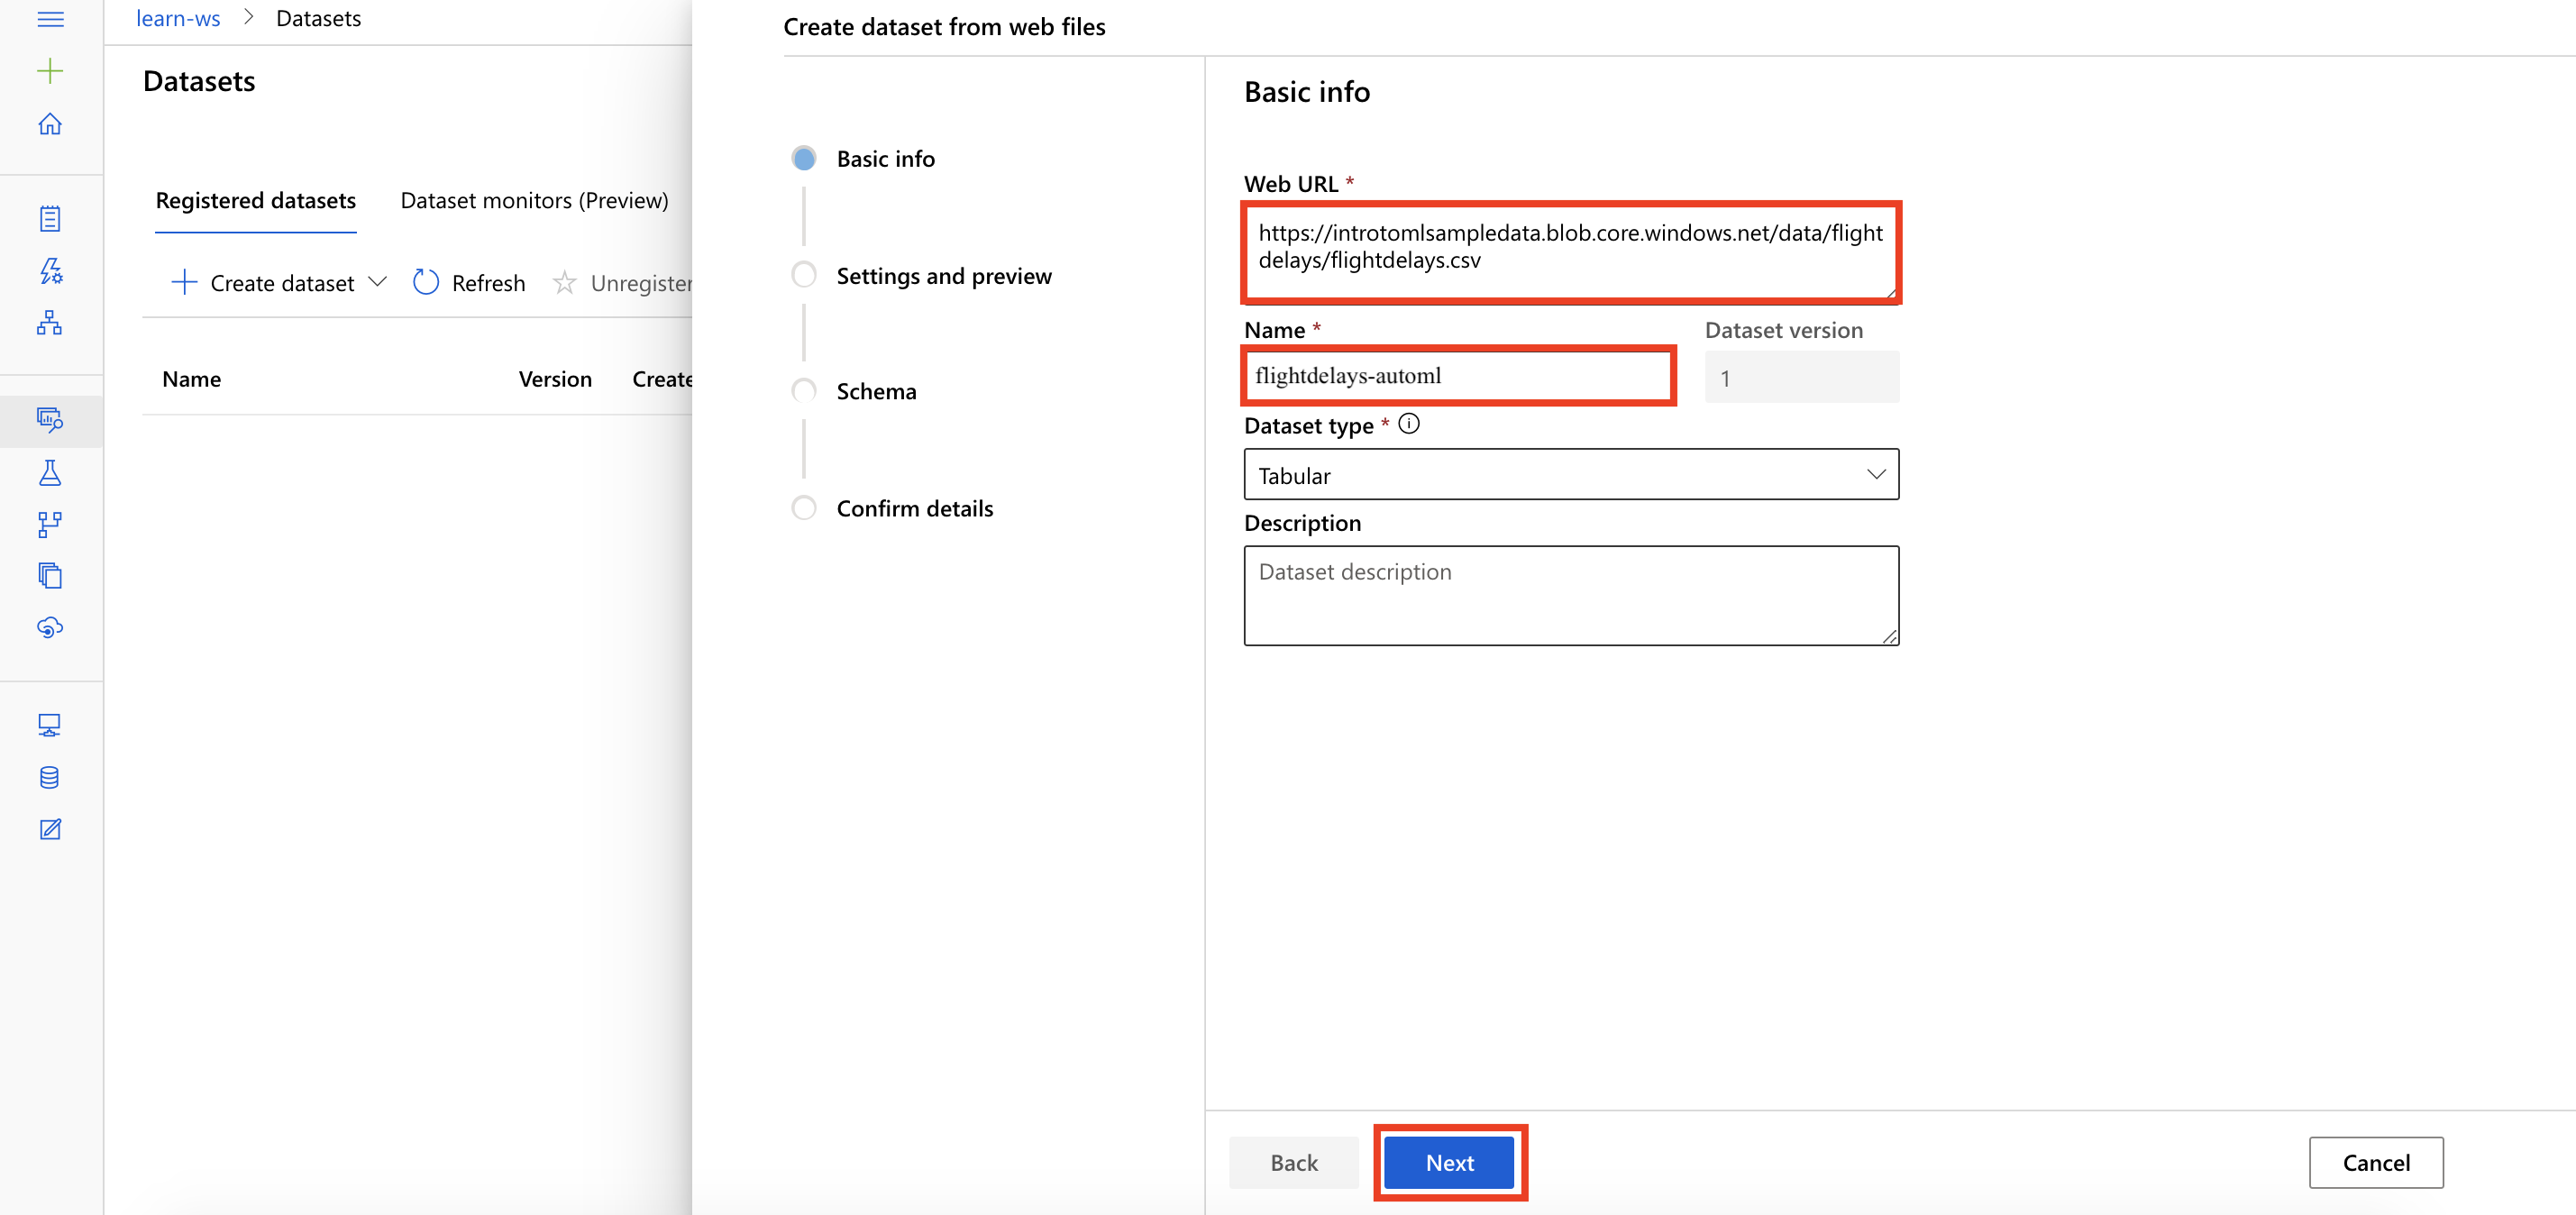 learn-ws > Datasets
Datasets
Registered datasets Dataset monitors (Preview)
Create dataset Refresh Unregister
Name Version Create
Create dataset from web files
Basic info
Settings and preview
Schema
Confirm details
Basic info
Web URL *
https://introtomlsampledata.blob.core.windows.net/data/flight
delays/flightdelays.csv
Name * Dataset version
flightdelays-automl 1
Dataset type *
Tabular
Description
Dataset description
Back Next Cancel